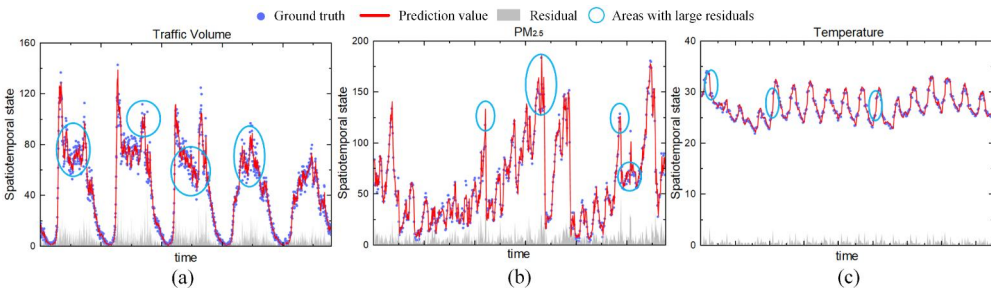 Ground truth Prediction value Residual Areas with large residuals
Traffic Volume
160
120
80
40
0
Spatiotemporal state
time
(a)
PM2.5
200
150
100
50
0
Spatiotemporal state
time
(b)
Temperature
40
30
20
10
0
Spatiotemporal state
time
(c)